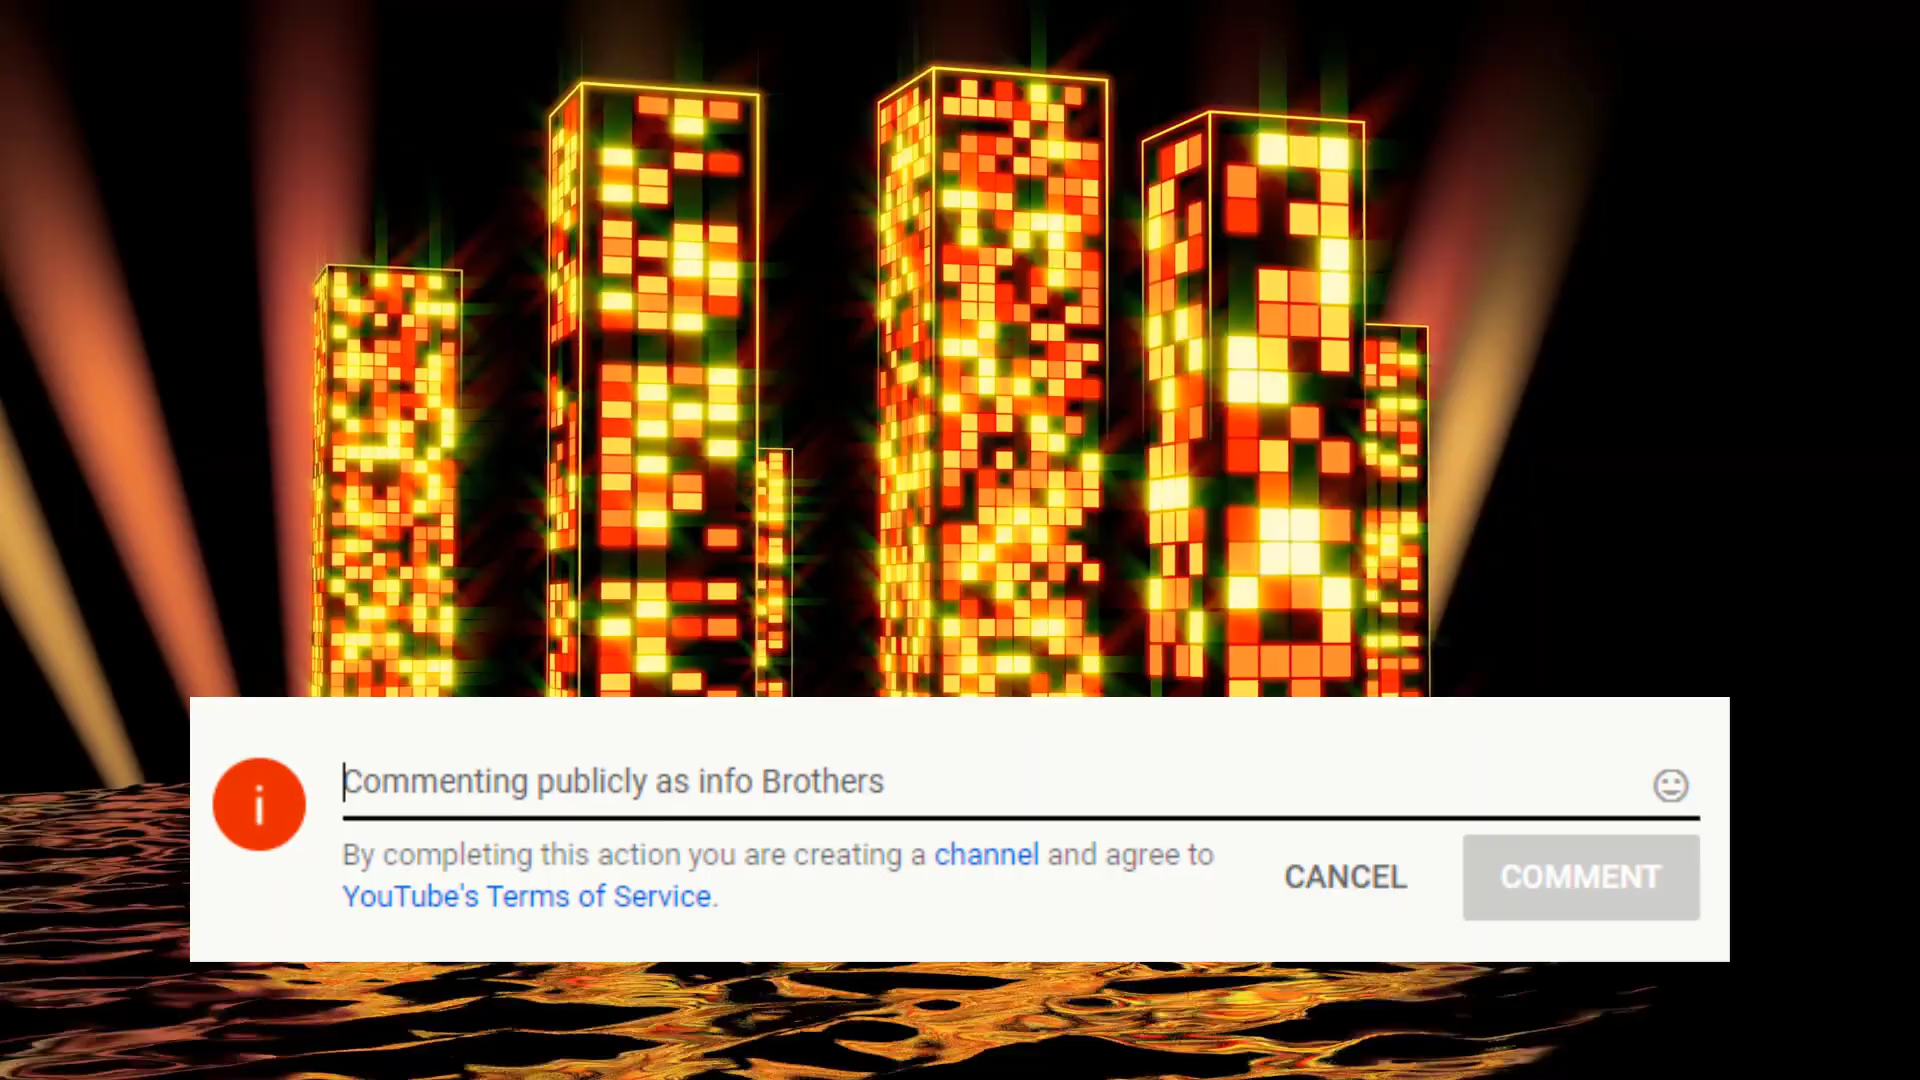 i
Commenting publicly as info Brothers
By completing this action you are creating a channel and agree to
YouTube's Terms of Service.
CANCEL
COMMENT